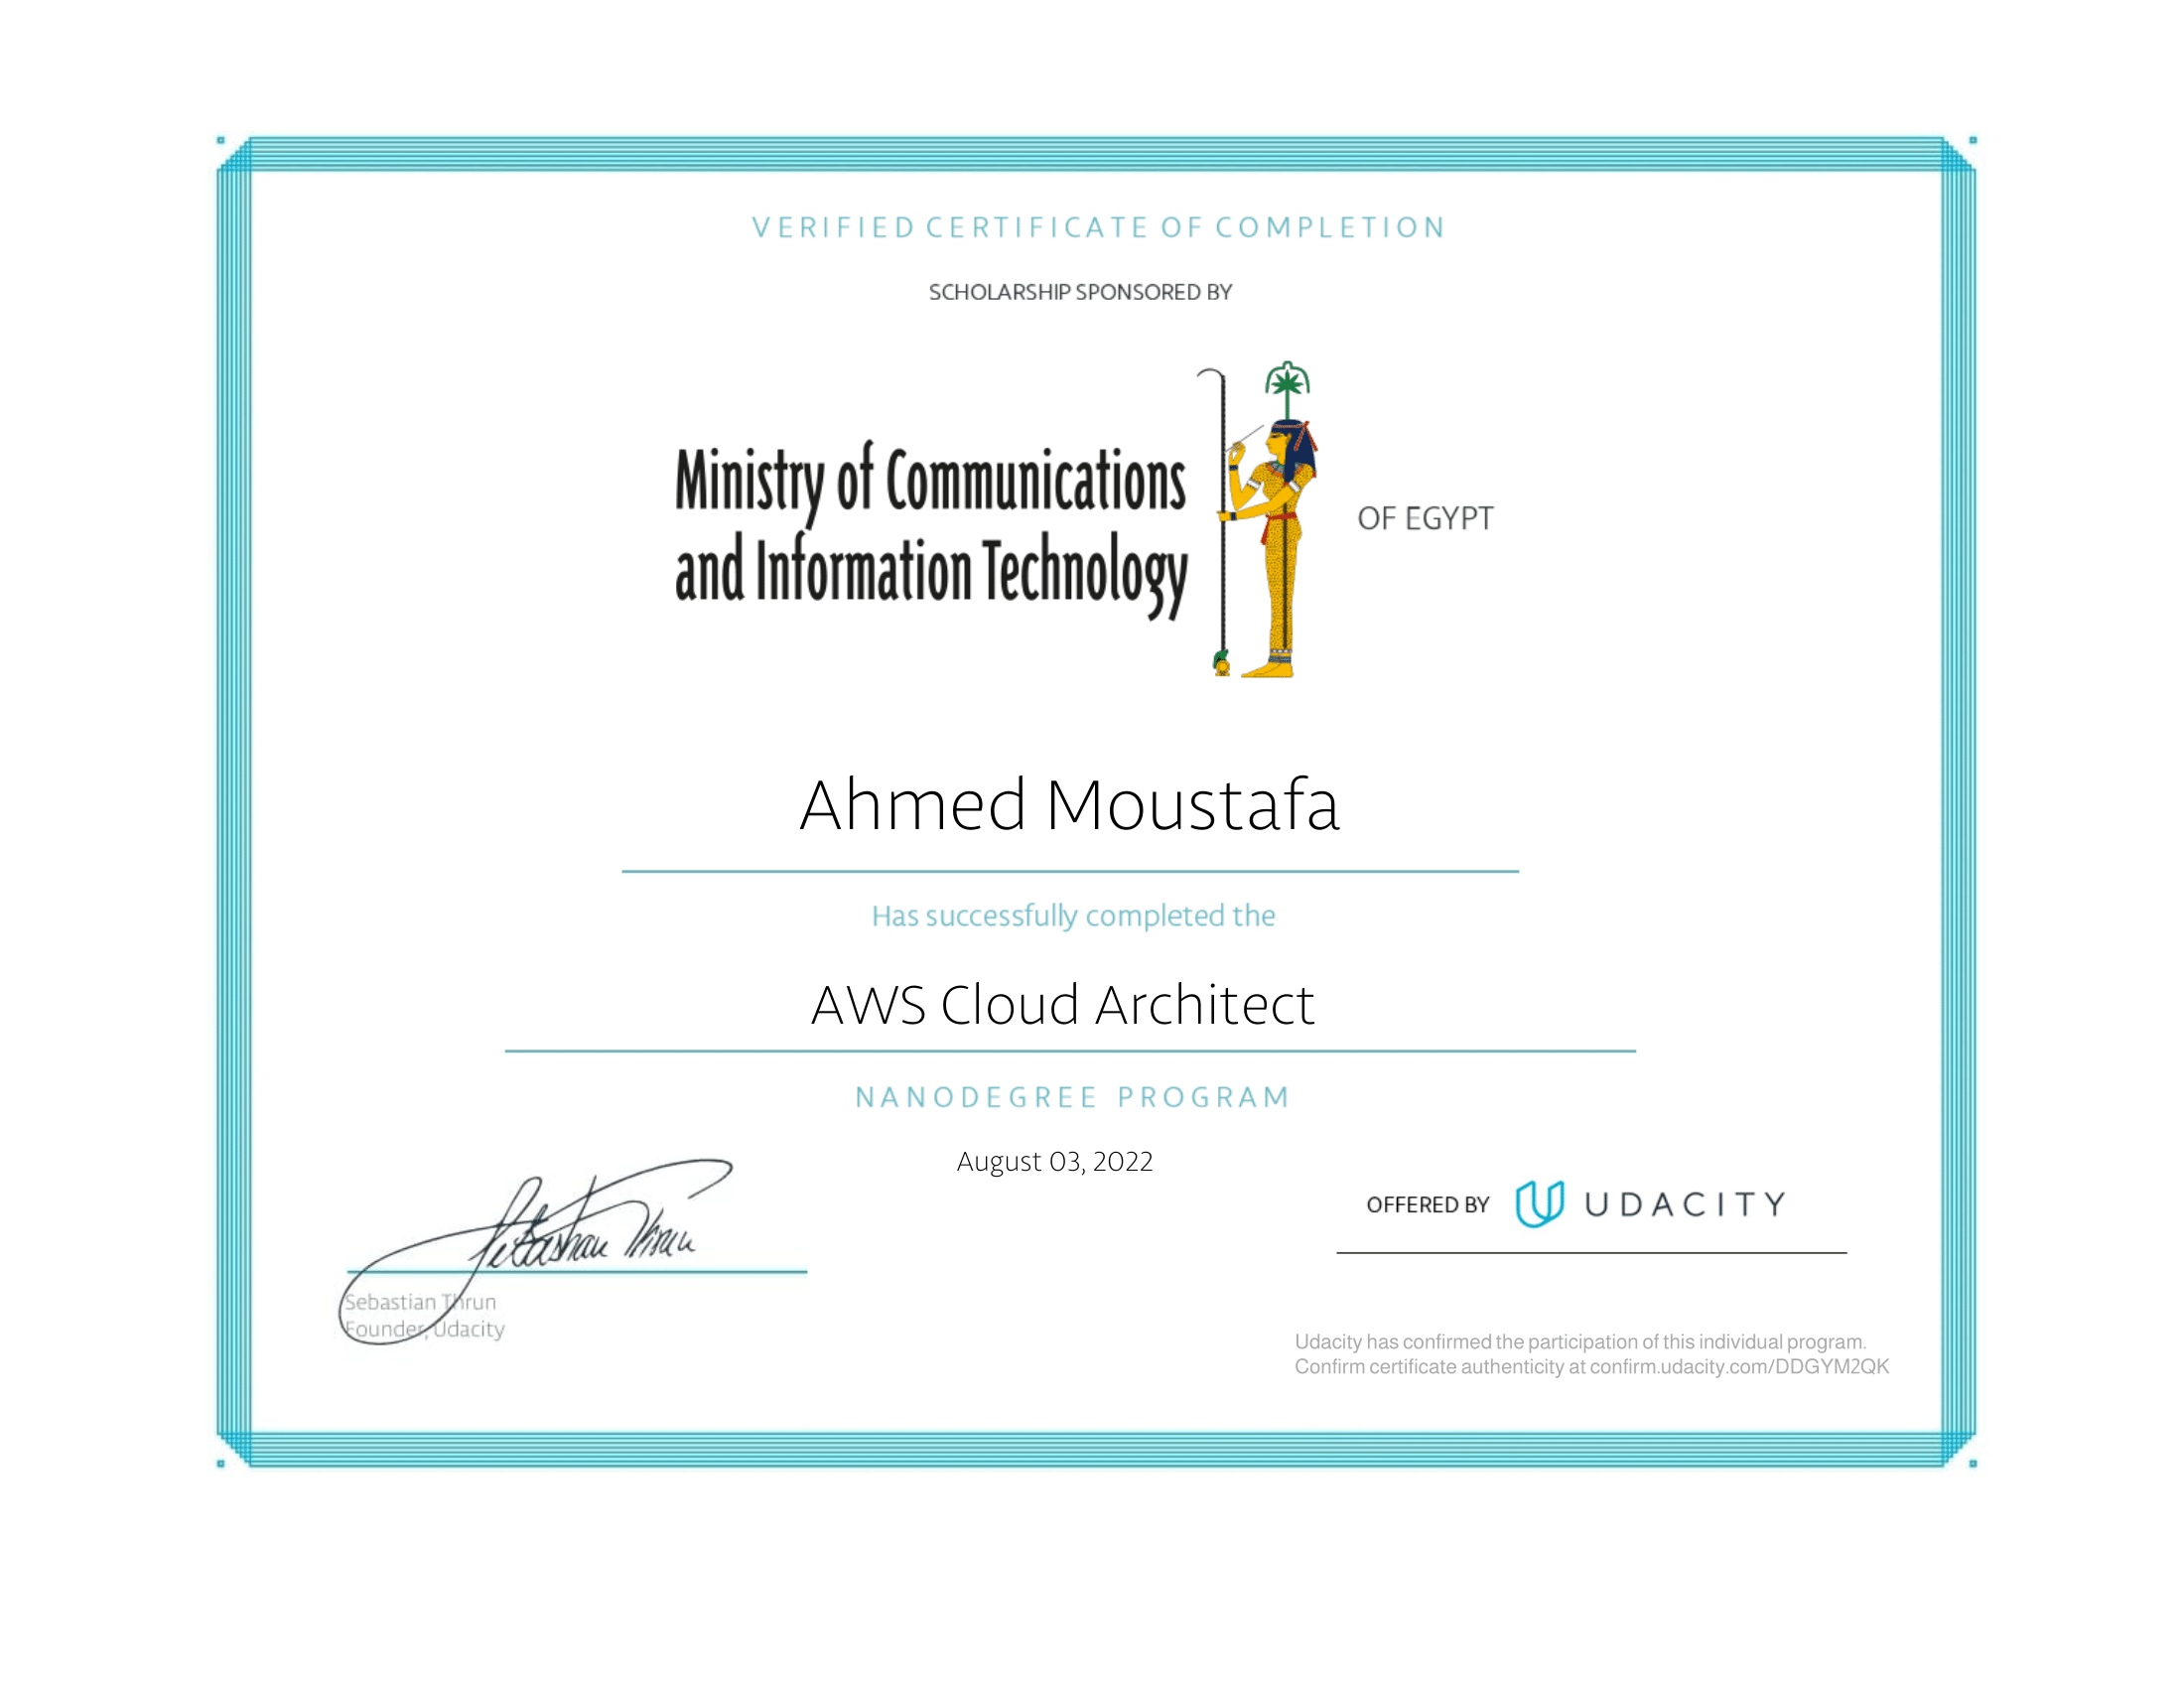 VERIFIED CERTIFICATE OF COMPLETION
SCHOLARSHIP SPONSORED BY
Ministry of Communications
and Information Technology
OF EGYPT
Ahmed Moustafa
Has successfully completed the
AWS Cloud Architect
NANODEGREE PROGRAM
August 03, 2022
Sebastian Thrun
Sebastian Thrun
Founder, Udacity
OFFERED BY UDACITY
Udacity has confirmed the participation of this individual program.
Confirm certificate authenticity at confirm.udacity.com/DDGYM2QK